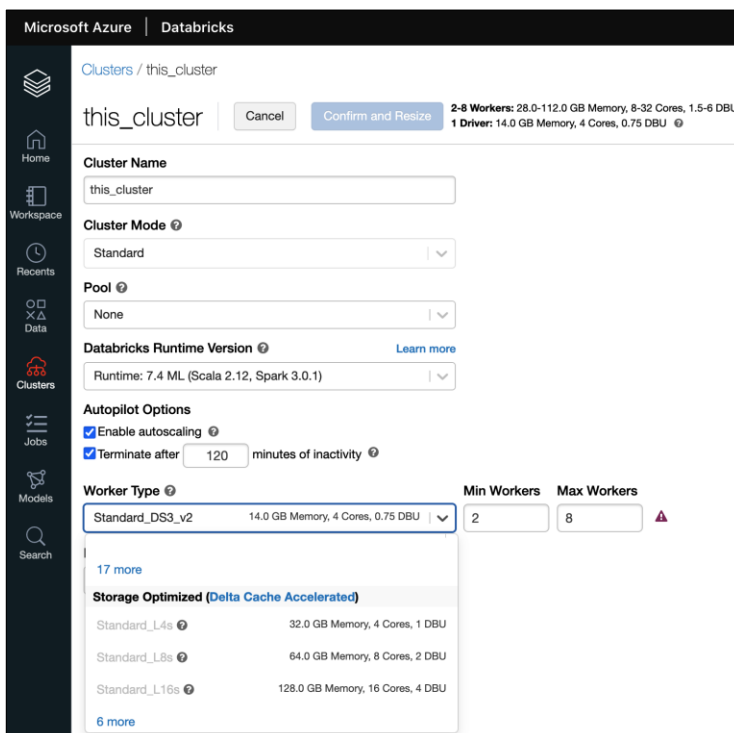 Microsoft Azure | Databricks
Clusters / this_cluster
this_cluster
Cancel
Confirm and Resize
2-8 Workers: 28.0-112.0 GB Memory, 8-32 Cores, 1.5-6 DBU
1 Driver: 14.0 GB Memory, 4 Cores, 0.75 DBU
Home
Workspace
Recents
Data
Clusters
Jobs
Models
Search
Cluster Name
this_cluster
Cluster Mode
Standard
Pool
None
Databricks Runtime Version Learn more
Runtime: 7.4 ML (Scala 2.12, Spark 3.0.1)
Autopilot Options
Enable autoscaling
Terminate after 120 minutes of inactivity
Worker Type Min Workers Max Workers
Standard_DS3_v2 14.0 GB Memory, 4 Cores, 0.75 DBU 2 8
17 more
Storage Optimized (Delta Cache Accelerated)
Standard_L4s 32.0 GB Memory, 4 Cores, 1 DBU
Standard_L8s 64.0 GB Memory, 8 Cores, 2 DBU
Standard_L16s 128.0 GB Memory, 16 Cores, 4 DBU
6 more